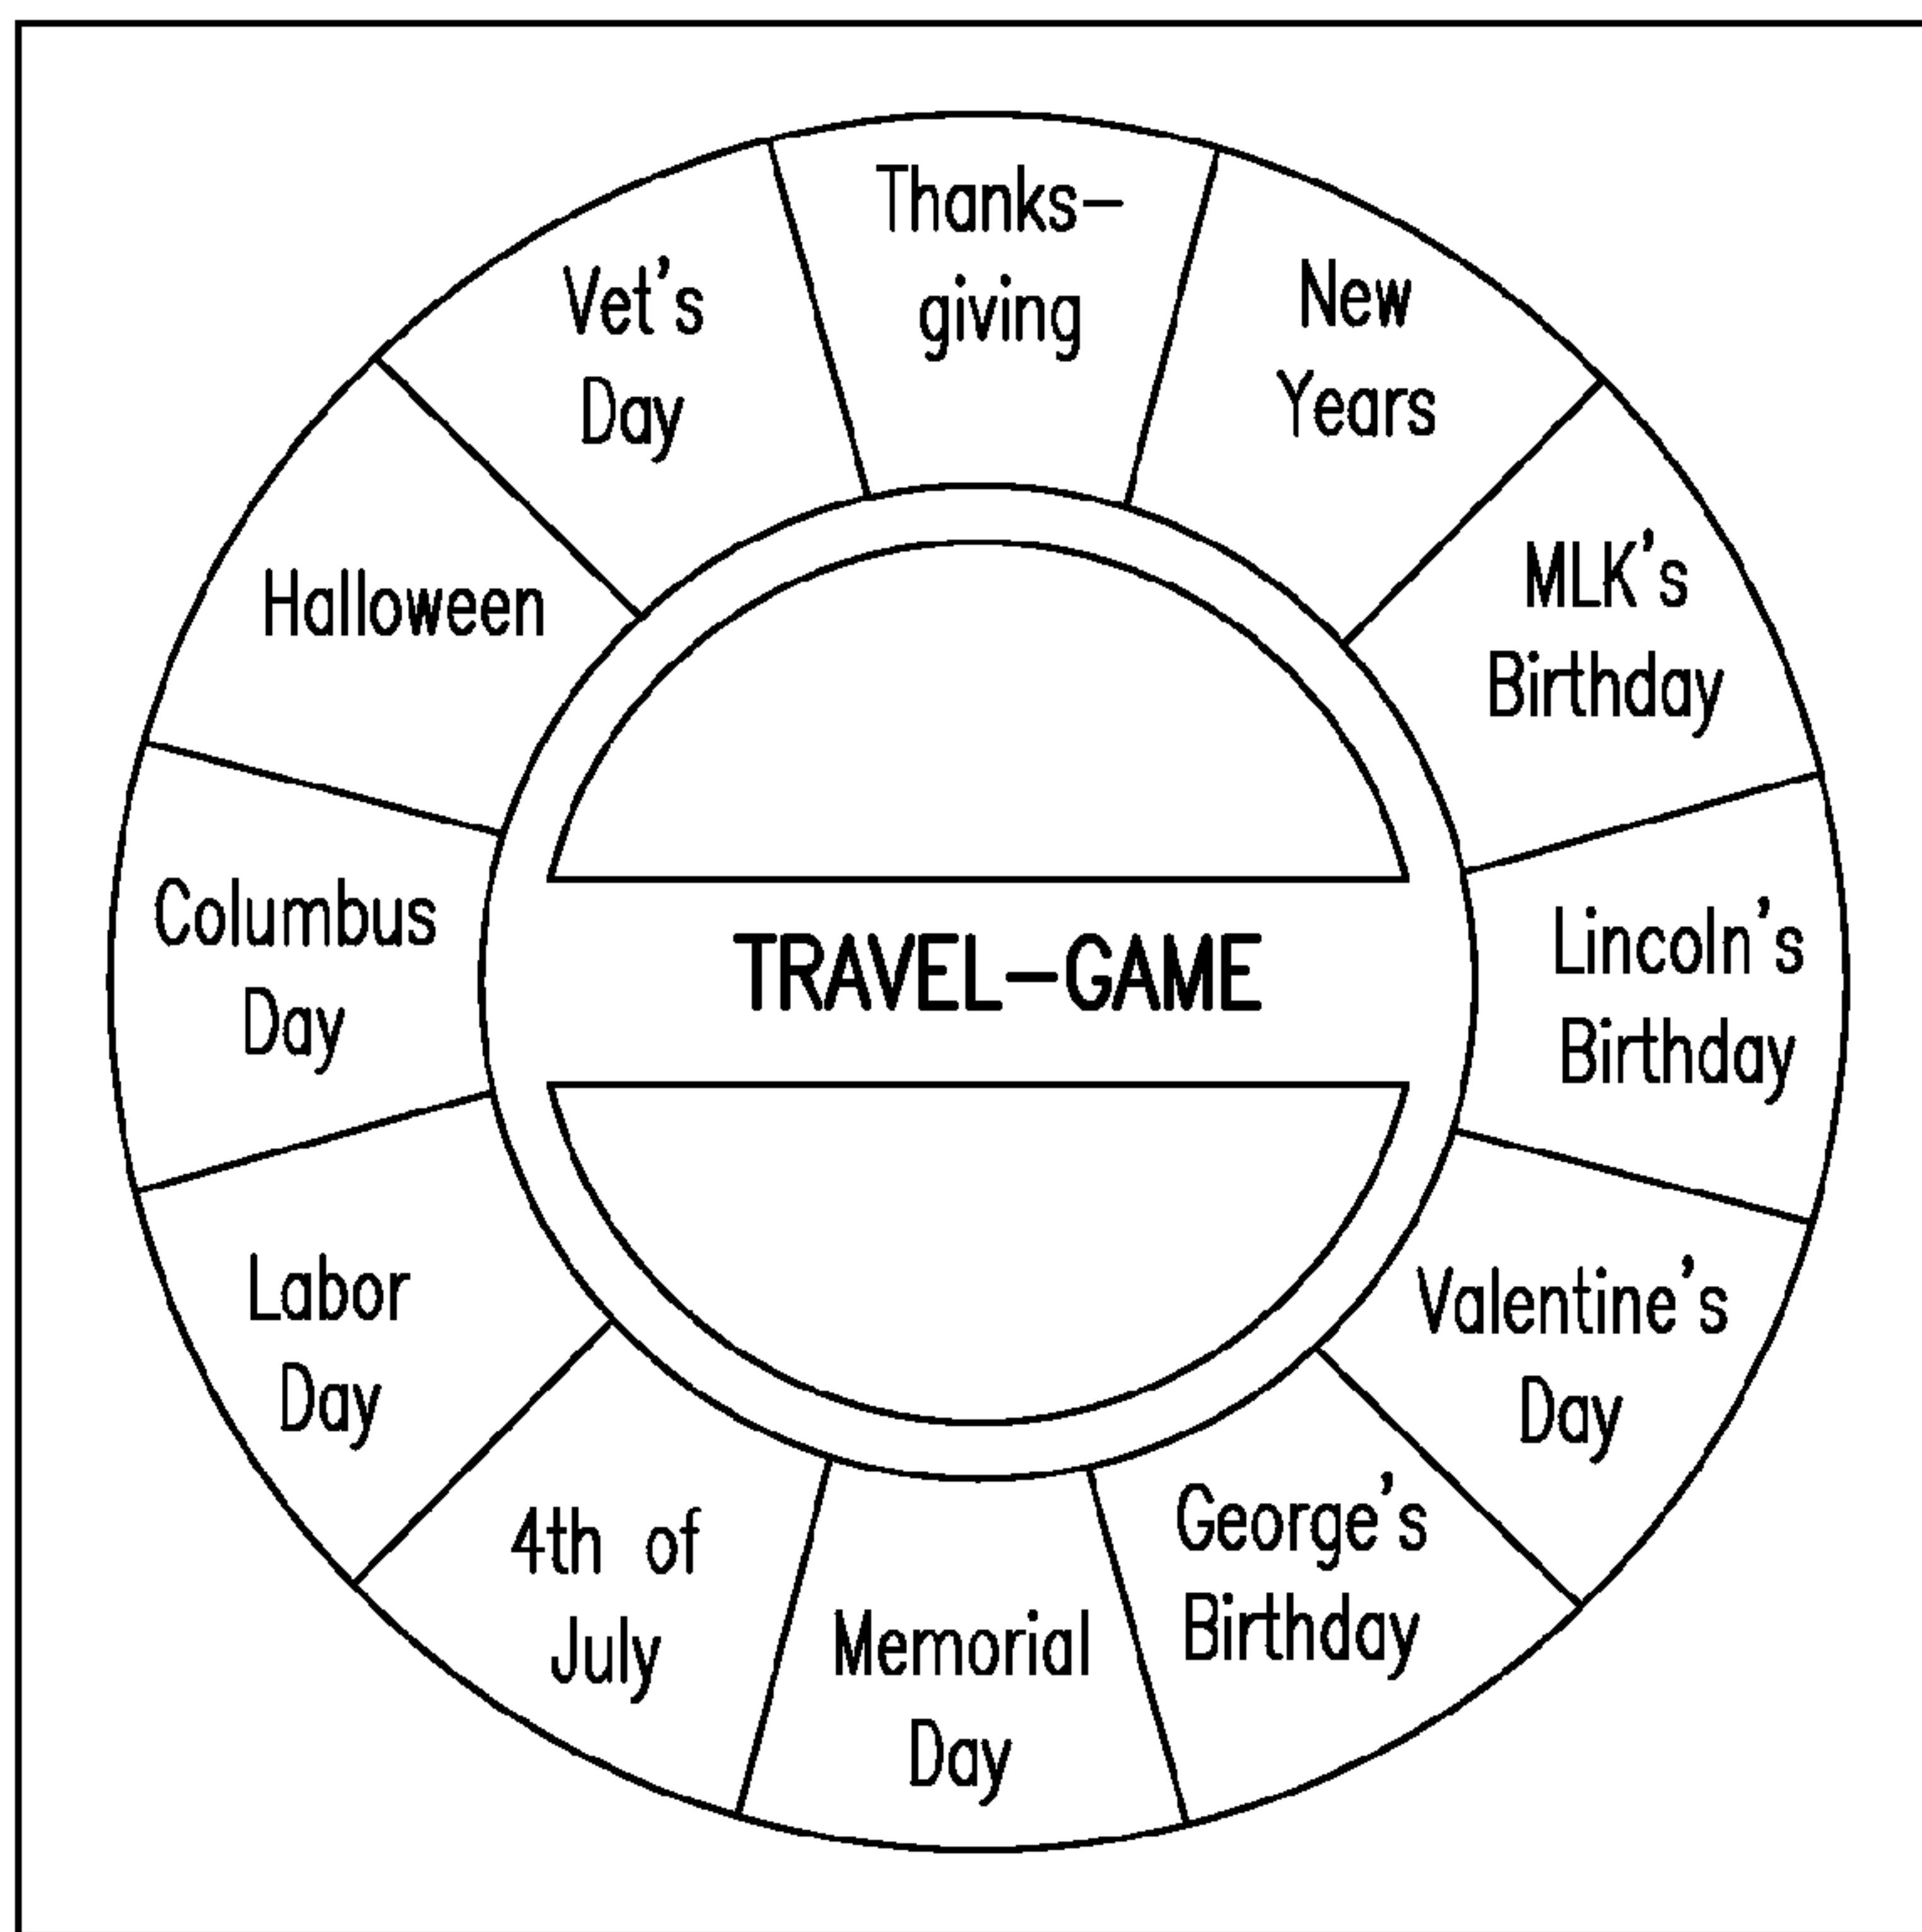 Thanks-
giving
New
Years
MLK's
Birthday
Lincoln's
Birthday
Valentine's
Day
George's
Birthday
Memorial
Day
4th of
July
Labor
Day
Columbus
Day
Halloween
Vet's
Day
TRAVEL-GAME